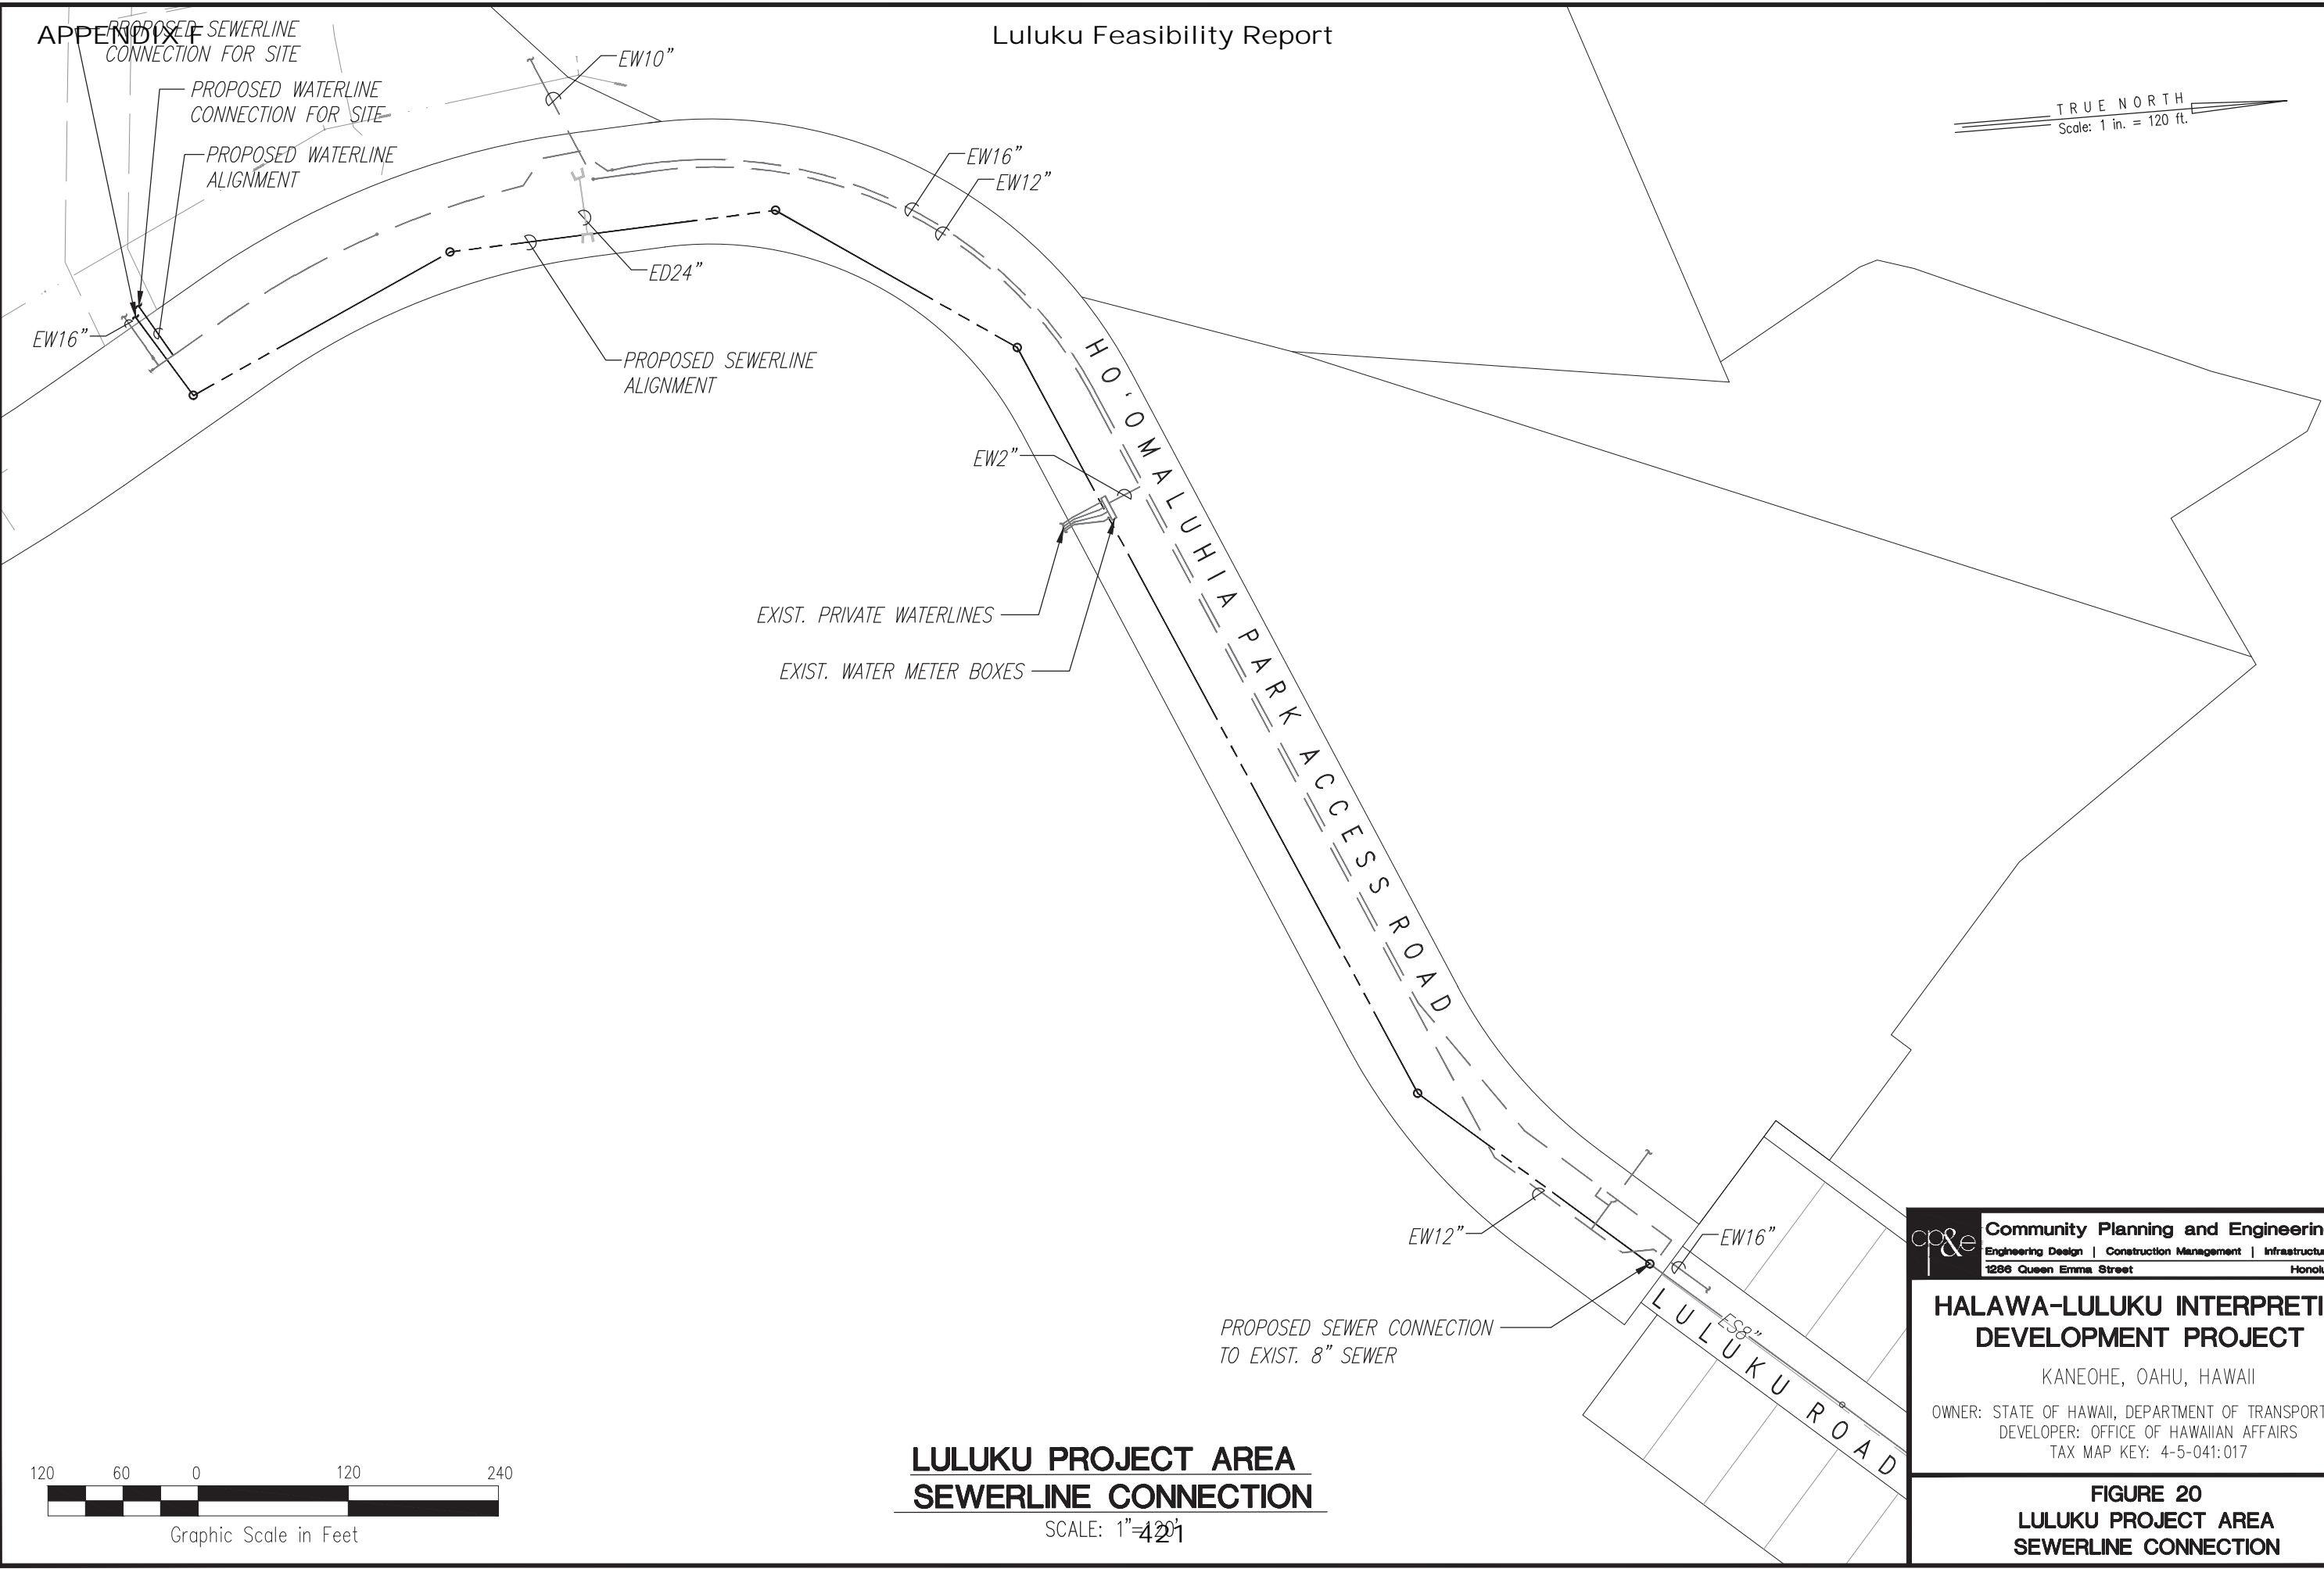 APPENDIX F
Luluku Feasibility Report
PROPOSED SEWERLINE
CONNECTION FOR SITE
PROPOSED WATERLINE
CONNECTION FOR SITE
PROPOSED WATERLINE
ALIGNMENT
EW10"
EW16"
EW12"
TRUE NORTH
Scale: 1 in. = 120 ft.
ED24"
EW16"
PROPOSED SEWERLINE
ALIGNMENT
HO'OMALUHIA PARK ACCESS ROAD
EW2"
EXIST. PRIVATE WATERLINES
EXIST. WATER METER BOXES
EW12"
EW16"
PROPOSED SEWER CONNECTION
TO EXIST. 8" SEWER
ES8"
LULUKU ROAD
120 60 0 120 240
Graphic Scale in Feet
LULUKU PROJECT AREA
SEWERLINE CONNECTION
SCALE: 1"=120'
421
cp&e
Community Planning and Engineerin
Engineering Design | Construction Management | Infrastructu
1286 Queen Emma Street Honolu
HALAWA-LULUKU INTERPRETI
DEVELOPMENT PROJECT
KANEOHE, OAHU, HAWAII
OWNER: STATE OF HAWAII, DEPARTMENT OF TRANSPORT
DEVELOPER: OFFICE OF HAWAIIAN AFFAIRS
TAX MAP KEY: 4-5-041:017
FIGURE 20
LULUKU PROJECT AREA
SEWERLINE CONNECTION